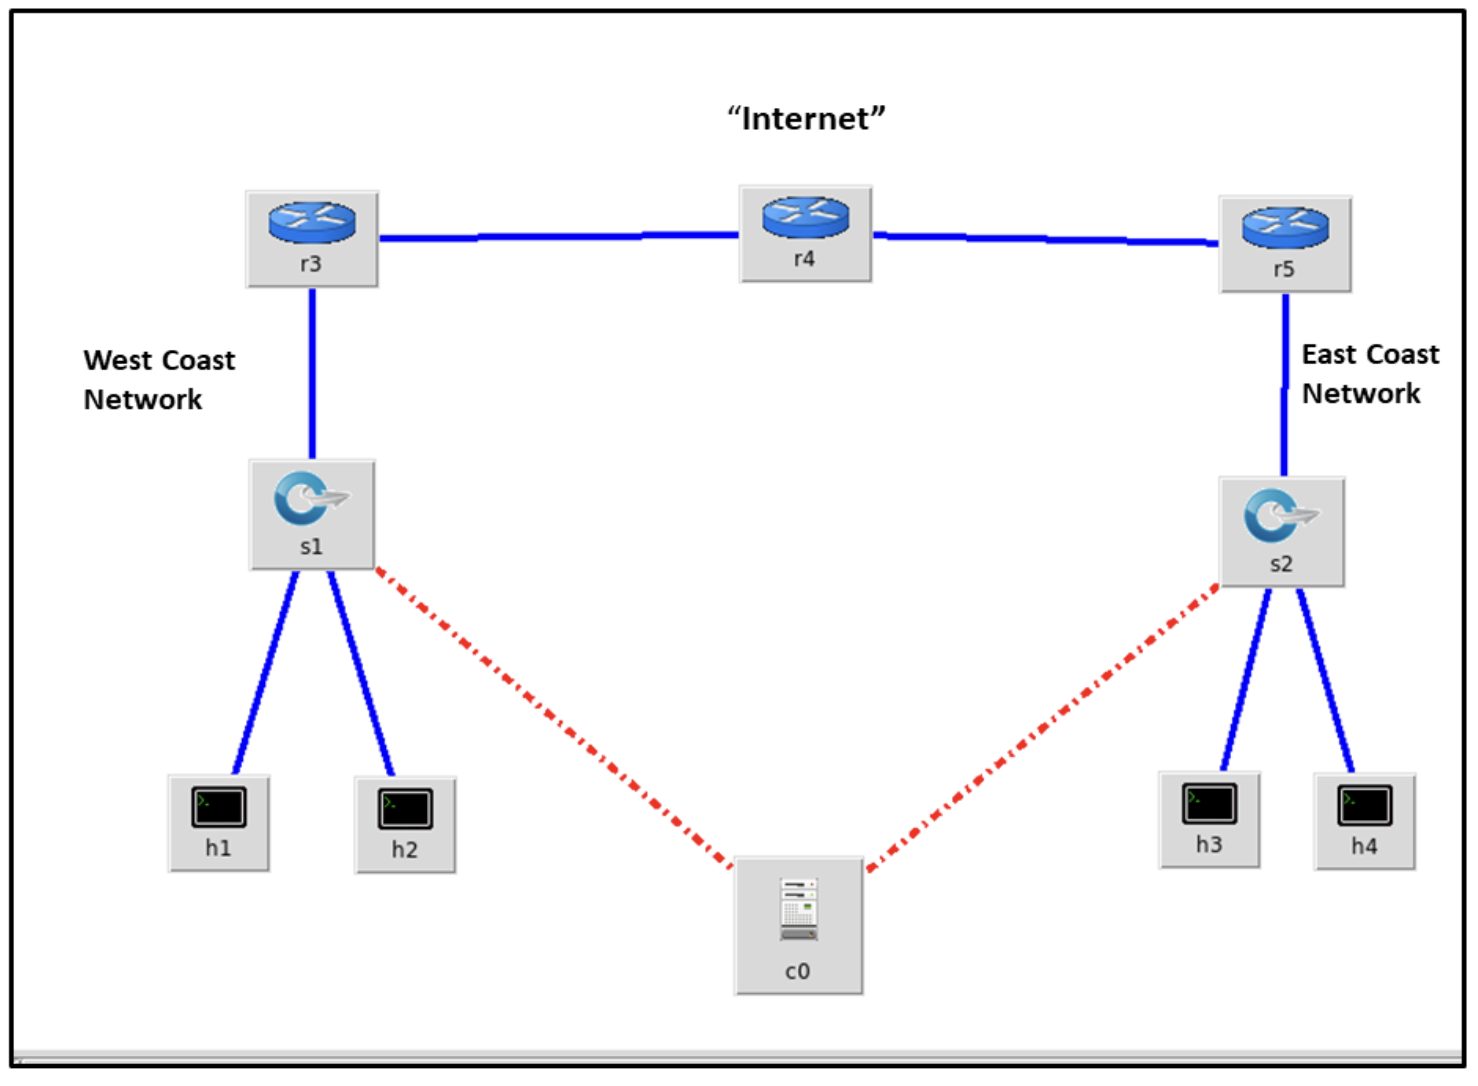 “Internet”
r3
r4
r5
West Coast
Network
East Coast
Network
s1
s2
h1
h2
h3
h4
c0